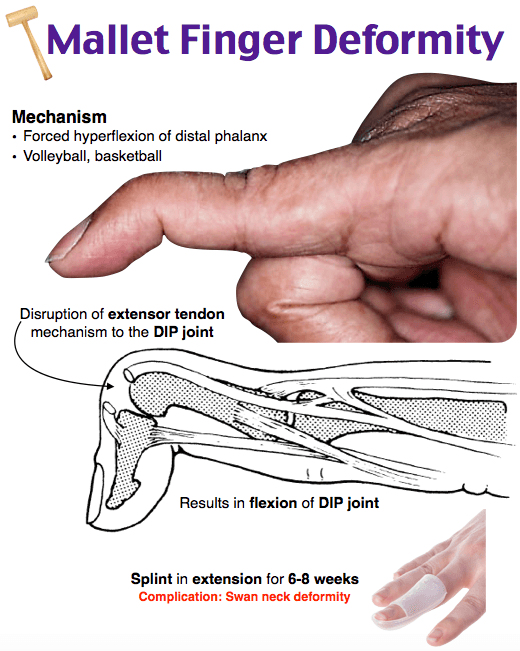 Mallet Finger Deformity
Mechanism
• Forced hyperflexion of distal phalanx
• Volleyball, basketball
Disruption of extensor tendon
mechanism to the DIP joint
Results in flexion of DIP joint
Splint in extension for 6-8 weeks
Complication: Swan neck deformity